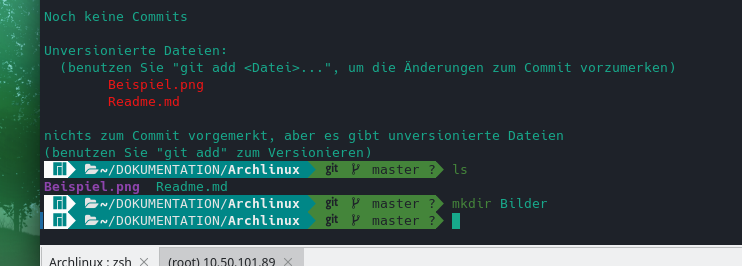 Noch keine Commits
Unversionierte Dateien:
(benutzen Sie "git add <Datei>...", um die Änderungen zum Commit vorzumerken)
Beispiel.png
Readme.md
nichts zum Commit vorgemerkt, aber es gibt unversionierte Dateien
(benutzen Sie "git add" zum Versionieren)
~/DOKUMENTATION/Archlinux git master ? ls
Beispiel.png Readme.md
~/DOKUMENTATION/Archlinux git master ? mkdir Bilder
~/DOKUMENTATION/Archlinux git master ?
Archlinux : zsh × (root) 10.50.101.89 ×